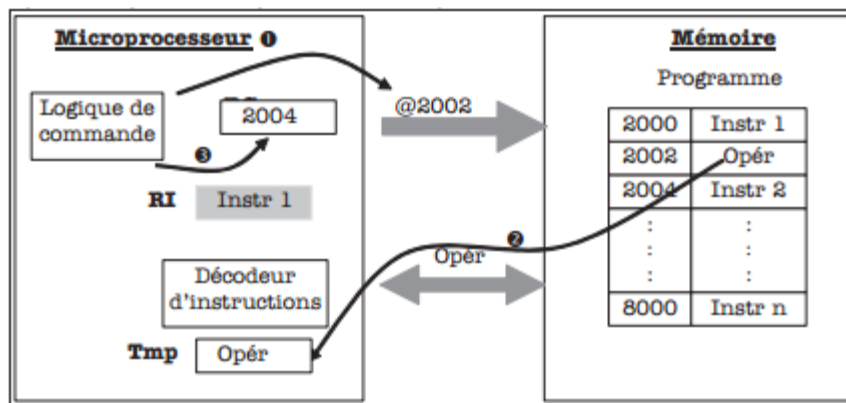 Microprocesseur ❶
Mémoire
Programme
Logique de
commande
2004
@2002
2000 Instr 1
2002 Opér
2004 Instr 2
❸
RI Instr 1
❷
Opér
: :
: :
: :
8000 Instr n
Décodeur
d'instructions
Tmp Opér